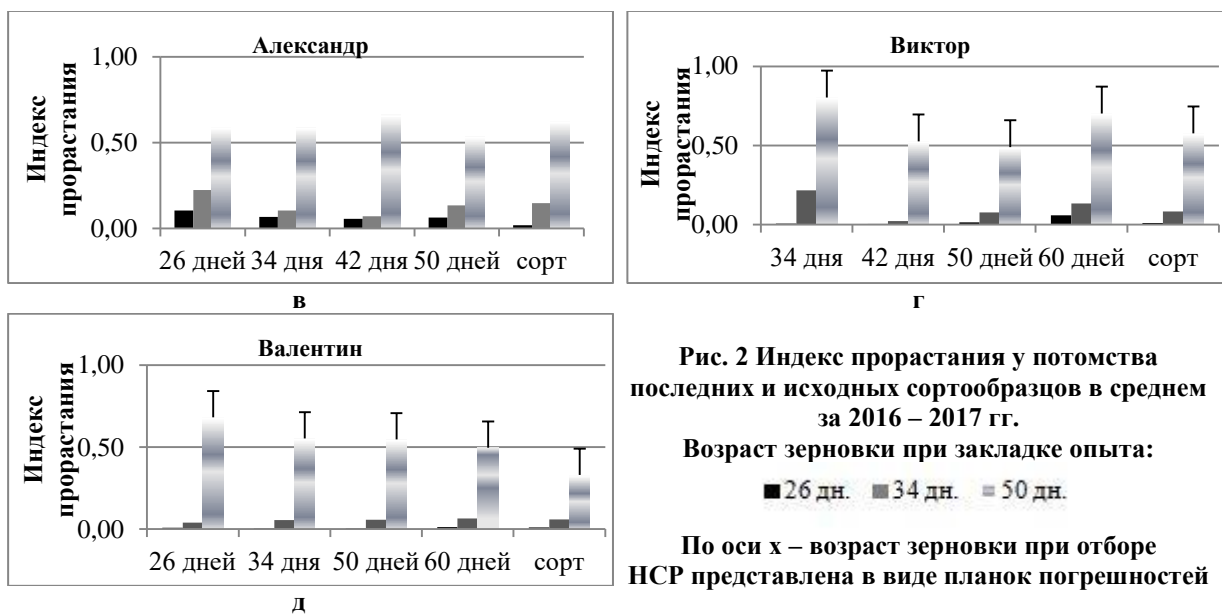 Александр
1,00
0,50
0,00
Индекс
прорастания
26 дней 34 дня 42 дня 50 дней сорт
в
Виктор
1,00
0,50
0,00
Индекс
прорастания
34 дня 42 дня 50 дней 60 дней сорт
г
Валентин
1,00
0,50
0,00
Индекс
прорастания
26 дней 34 дня 50 дней 60 дней сорт
д
Рис. 2 Индекс прорастания у потомства
последних и исходных сортообразцов в среднем
за 2016 – 2017 гг.
Возраст зерновки при закладке опыта:
26 дн. 34 дн. 50 дн.
По оси х – возраст зерновки при отборе
НСР представлена в виде планок погрешностей